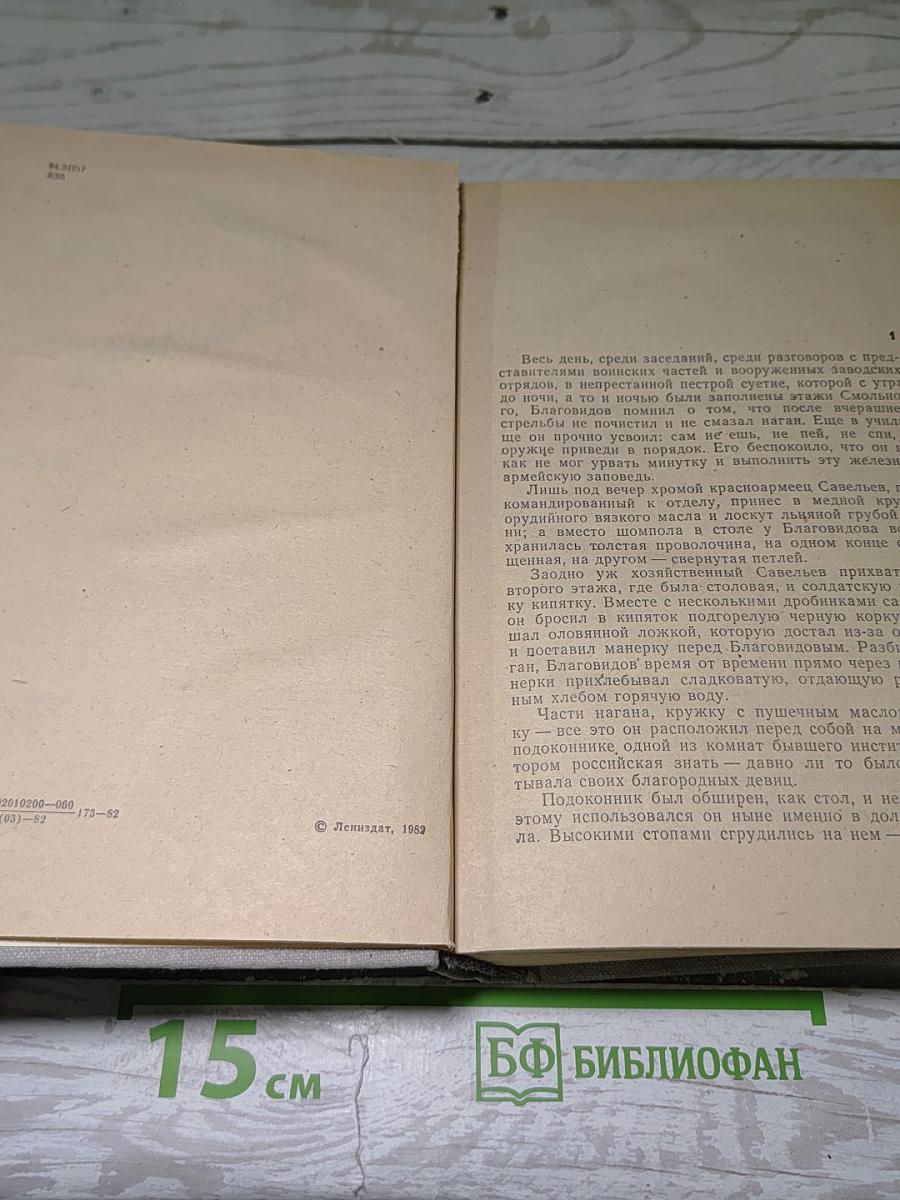 84.3(2)7
К88
02010200—060
(03)—82
173—82
© Лениздат, 1982
1
Весь день, среди заседаний, среди разговоров с пред-
ставителями воинских частей и вооруженных заводских
отрядов, в непрестанной пестрой суетне, которой с утра
до ночи, а то и ночью были заполнены этажи Смольно-
го, Благовидов помнил о том, что после вчерашне
стрельбы не почистил и не смазал наган. Еще в учили
ще он прочно усвоил: сам не ешь, не пей, не спи,
оружие приведи в порядок. Его беспокоило, что он н
как не мог урвать минутку и выполнить эту железн
армейскую заповедь.
Лишь под вечер хромой красноармеец Савельев, п
командированный к отделу, принес в медной кру
орудийного вязкого масла и лоскут льняной грубой
ни; а вместо шомпола в столе у Благовидова вс
хранилась толстая проволочина, на одном конце
щенная, на другом — свернутая петлей.
Заодно уж хозяйственный Савельев прихват
второго этажа, где была столовая, и солдатскую
ку кипятку. Вместе с несколькими дробинками са
он бросил в кипяток подгорелую черную корку
шал оловянной ложкой, которую достал из-за о
и поставил манерку перед Благовидовым. Разби
ган, Благовидов время от времени прямо через
нерки прихлебывал сладковатую, отдающую р
ным хлебом горячую воду.
Части нагана, кружку с пушечным масло
ку — все это он расположил перед собой на м
подоконнике одной из комнат бывшего инстит
тором российская знать — давно ли то было
тывала своих благородных девиц.
Подоконник был обширен, как стол, и не
этому использовался он ныне именно в дол
ла. Высокими стопами сгрудились на нем —
15 см
БФ БИБЛИОФАН